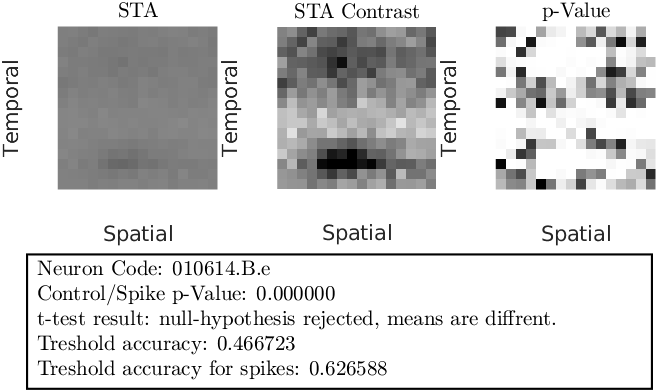 STA
STA Contrast
p-Value
Temporal
Temporal
Temporal
Spatial
Spatial
Spatial
Neuron Code: 010614.B.e
Control/Spike p-Value: 0.000000
t-test result: null-hypothesis rejected, means are diffrent.
Treshold accuracy: 0.466723
Treshold accuracy for spikes: 0.626588